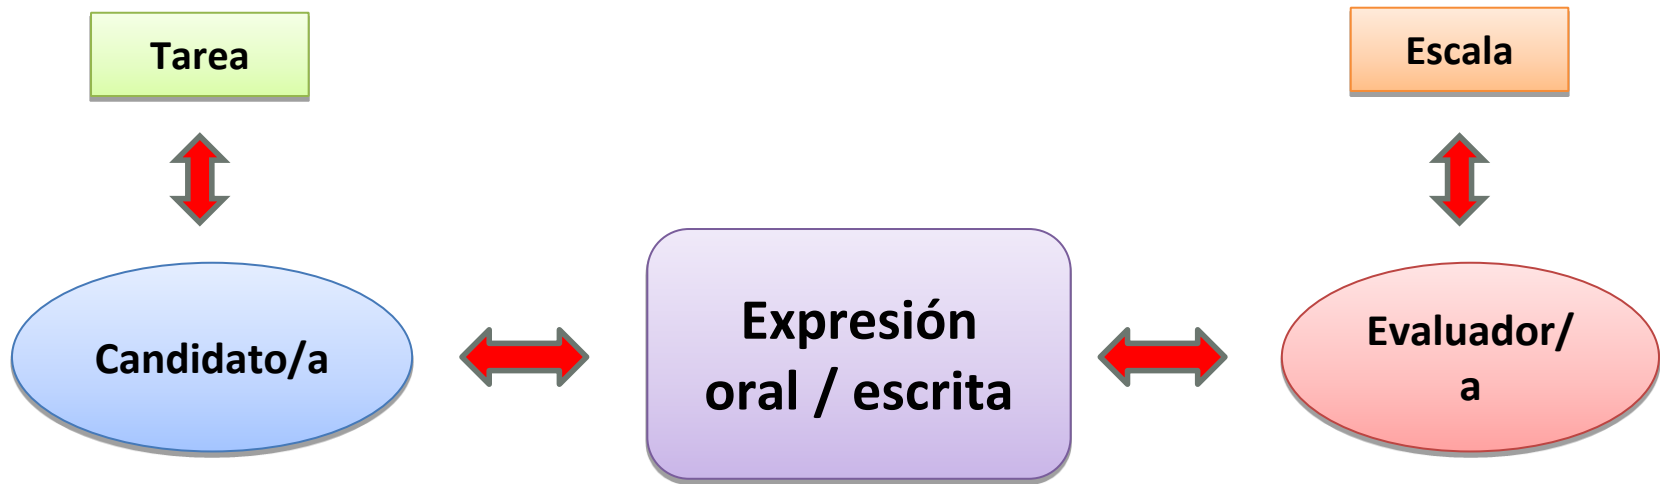 Tarea
Escala
Candidato/a
Expresión
oral / escrita
Evaluador/
a